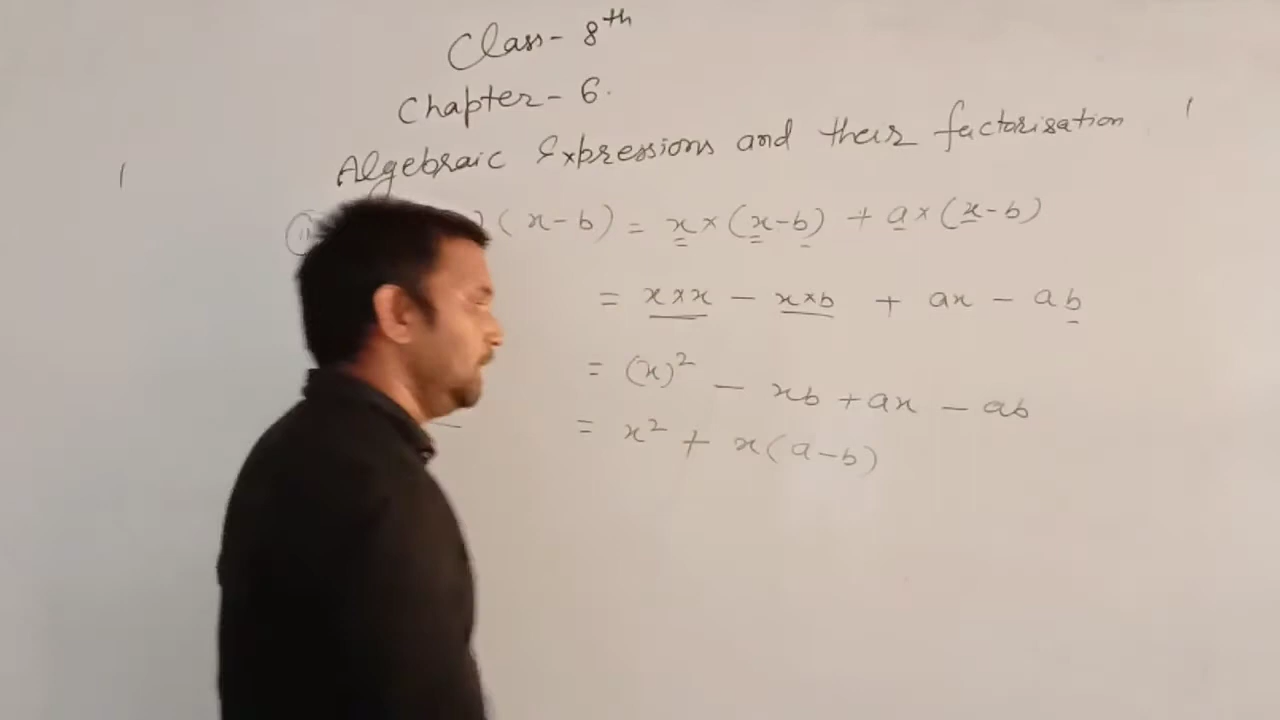 Class- 8th
Chapter- 6.
Algebraic Expressions and their factorisation
) (x-b) = x × (x-b) + a × (x-b)
= x×x - x×b + ax - ab
= (x)² - xb + ax - ab
= x² + x(a-b)